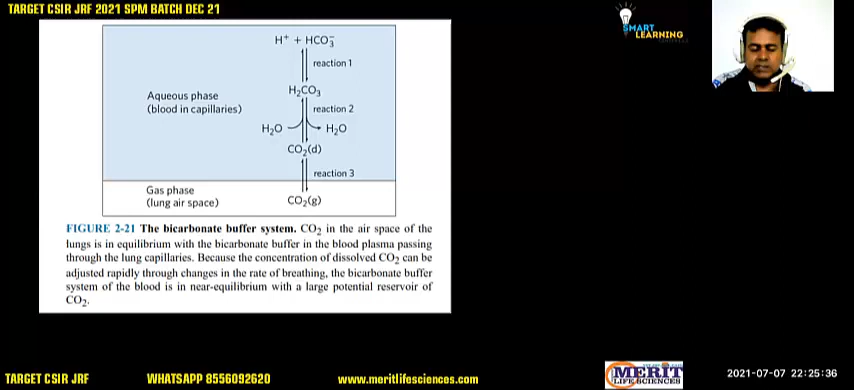 TARGET CSIR JRF 2021 SPM BATCH DEC 21
SMART
LEARNING
H⁺ + HCO₃⁻
reaction 1
H₂CO₃
Aqueous phase
(blood in capillaries)
reaction 2
H₂O
H₂O
CO₂(d)
reaction 3
Gas phase
(lung air space)
CO₂(g)
FIGURE 2-21 The bicarbonate buffer system. CO₂ in the air space of the
lungs is in equilibrium with the bicarbonate buffer in the blood plasma passing
through the lung capillaries. Because the concentration of dissolved CO₂ can be
adjusted rapidly through changes in the rate of breathing, the bicarbonate buffer
system of the blood is in near-equilibrium with a large potential reservoir of
CO₂.
TARGET CSIR JRF
WHATSAPP 8556092620
www.meritlifesciences.com
MERIT
LIFE SCIENCES
2021-07-07 22:25:36